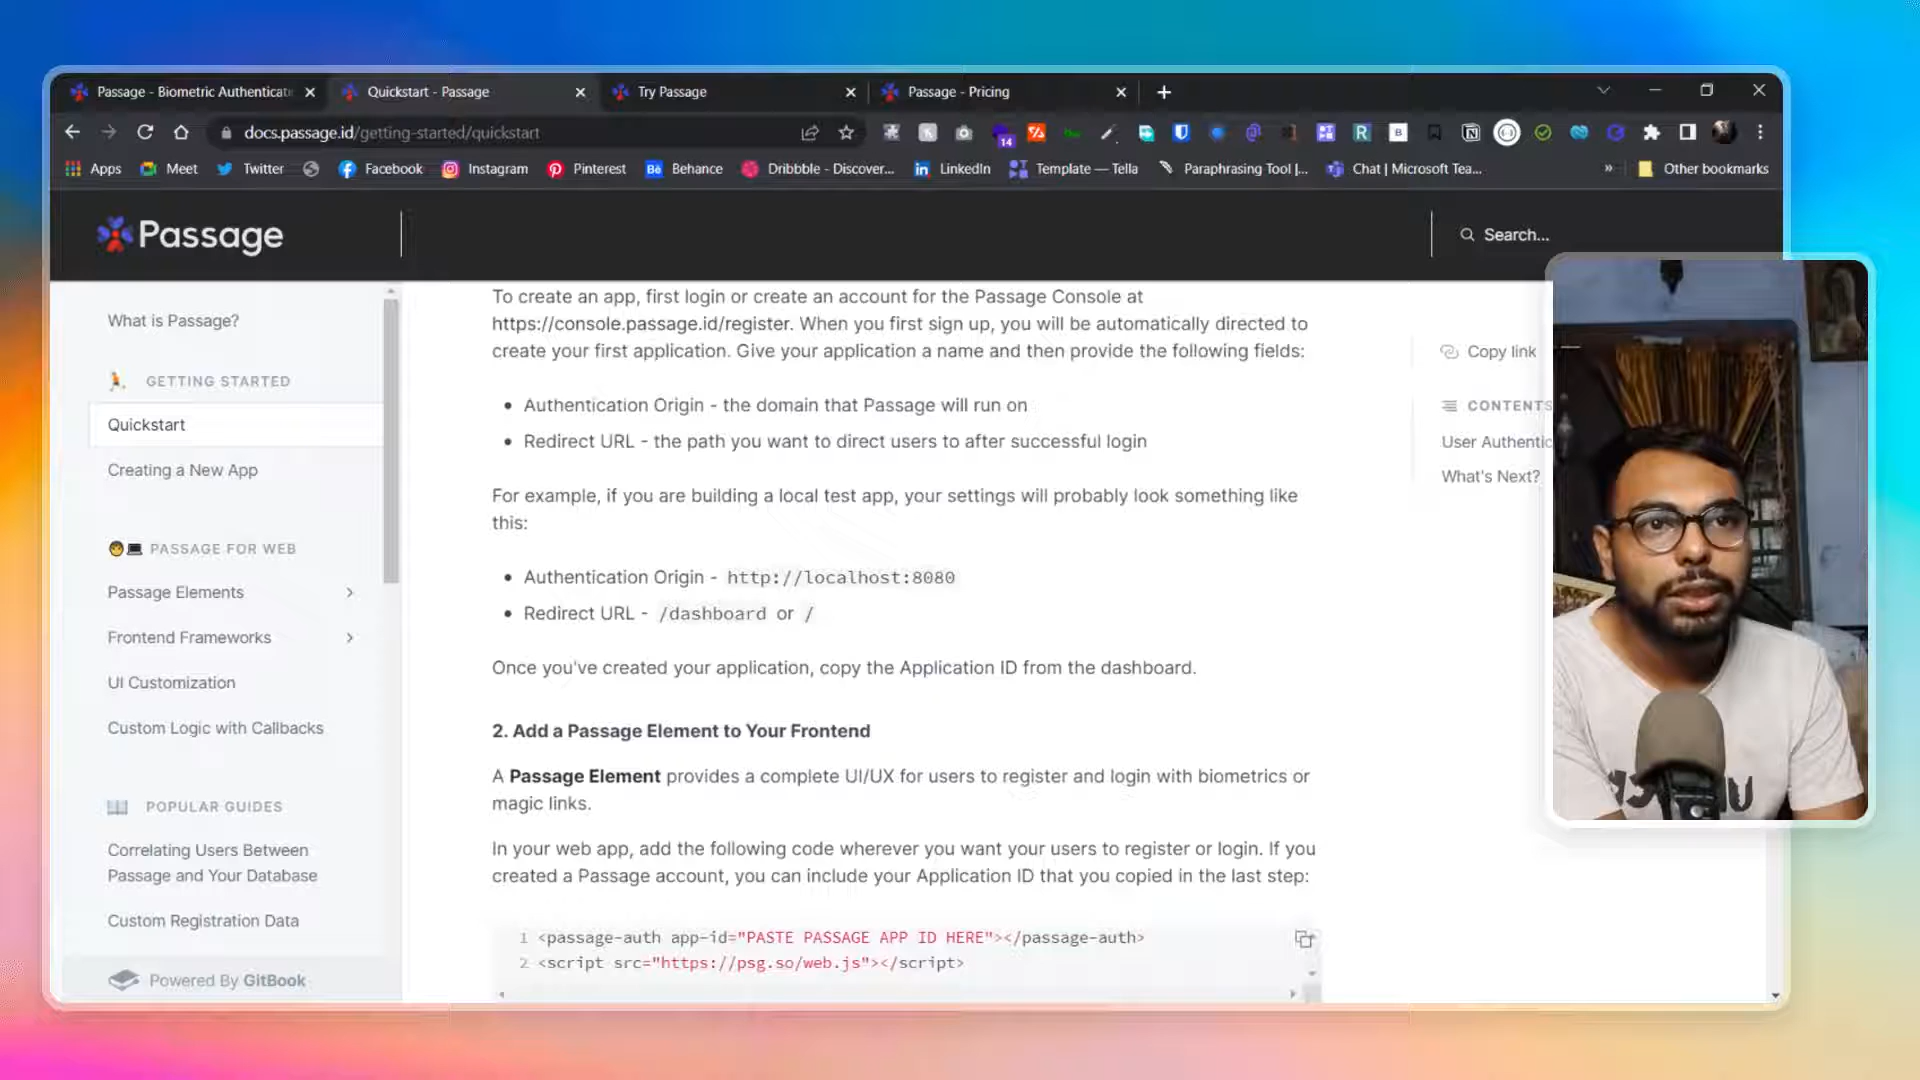 Passage - Biometric Authenticat
Quickstart - Passage
Try Passage
Passage - Pricing
docs.passage.id/getting-started/quickstart
14
Apps
Meet
Twitter
Facebook
Instagram
Pinterest
Behance
Dribbble - Discover...
LinkedIn
Template — Tella
Paraphrasing Tool |...
Chat | Microsoft Tea...
»
Other bookmarks
Passage
Search...
What is Passage?
GETTING STARTED
Quickstart
Creating a New App
PASSAGE FOR WEB
Passage Elements
Frontend Frameworks
UI Customization
Custom Logic with Callbacks
POPULAR GUIDES
Correlating Users Between
Passage and Your Database
Custom Registration Data
Powered By GitBook
To create an app, first login or create an account for the Passage Console at
https://console.passage.id/register. When you first sign up, you will be automatically directed to
create your first application. Give your application a name and then provide the following fields:
• Authentication Origin - the domain that Passage will run on
• Redirect URL - the path you want to direct users to after successful login
For example, if you are building a local test app, your settings will probably look something like
this:
• Authentication Origin - http://localhost:8080
• Redirect URL - /dashboard or /
Once you've created your application, copy the Application ID from the dashboard.
2. Add a Passage Element to Your Frontend
A Passage Element provides a complete UI/UX for users to register and login with biometrics or
magic links.
In your web app, add the following code wherever you want your users to register or login. If you
created a Passage account, you can include your Application ID that you copied in the last step:
1 <passage-auth app-id="PASTE PASSAGE APP ID HERE"></passage-auth>
2 <script src="https://psg.so/web.js"></script>
Copy link
CONTENTS
User Authentic
What's Next?